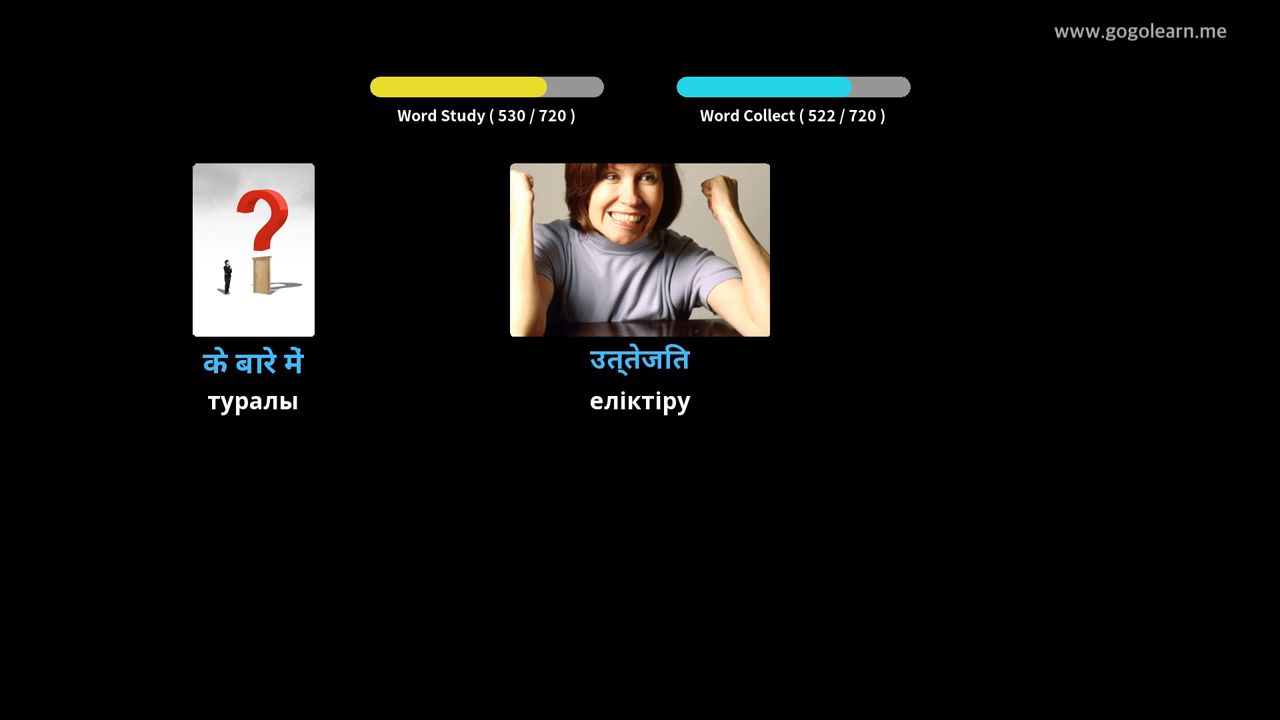 www.gogolearn.me
Word Study ( 530 / 720 )
Word Collect ( 522 / 720 )
के बारे में
туралы
उत्तेजति
еліктіру